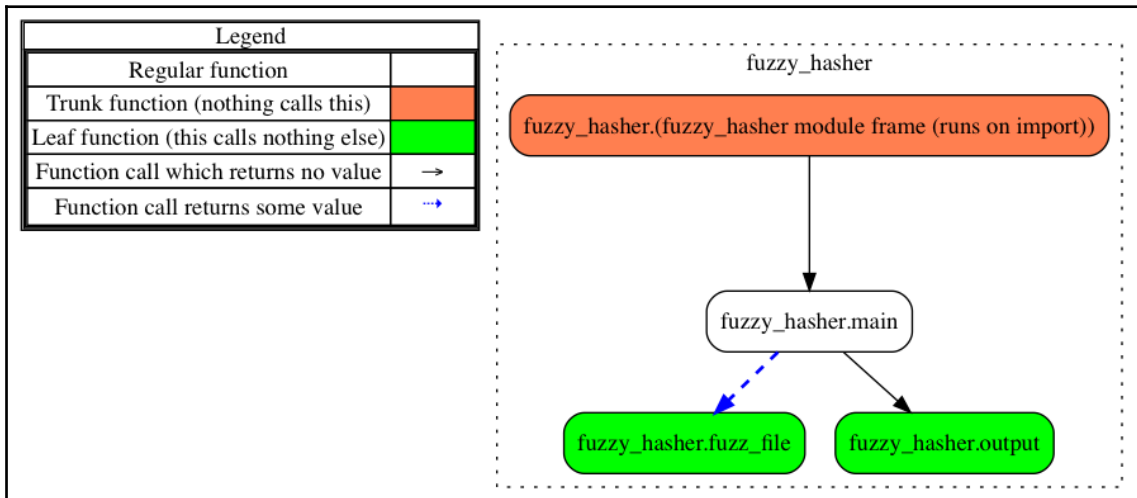 Legend
Regular function
Trunk function (nothing calls this)
Leaf function (this calls nothing else)
Function call which returns no value
Function call returns some value
fuzzy_hasher
fuzzy_hasher.(fuzzy_hasher module frame (runs on import))
fuzzy_hasher.main
fuzzy_hasher.fuzz_file
fuzzy_hasher.output